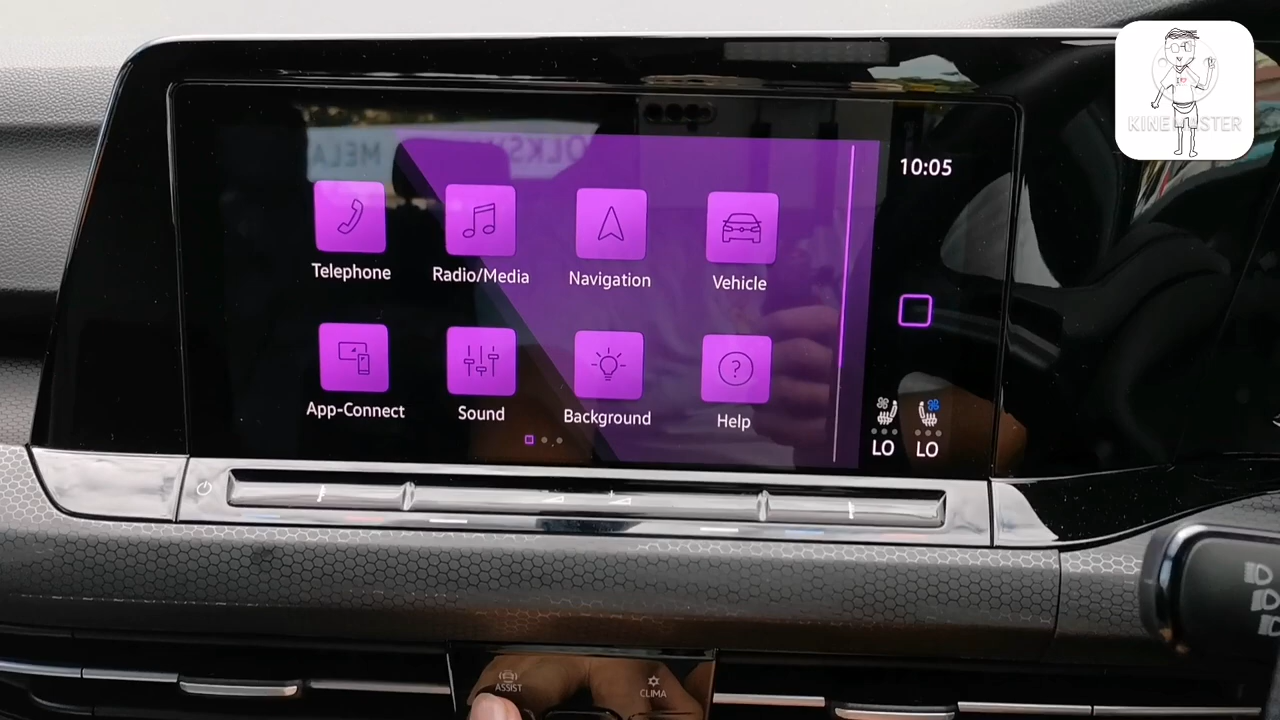 KINEMASTER
10:05
Telephone
Radio/Media
Navigation
Vehicle
App-Connect
Sound
Background
Help
LO
LO
ASSIST
CLIMA